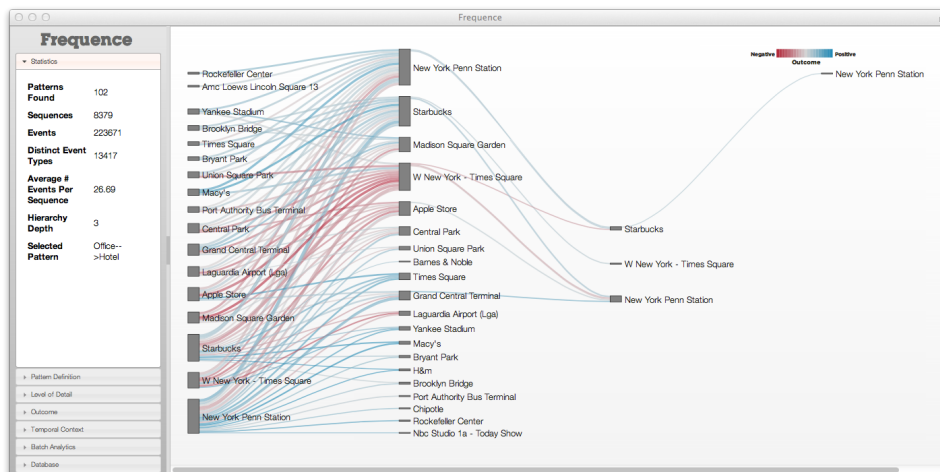 Frequence
Frequence
Statistics
Patterns Found 102
Sequences 8379
Events 223671
Distinct Event Types 13417
Average # Events Per Sequence 26.69
Hierarchy Depth 3
Selected Pattern Office-->Hotel
Pattern Definition
Level of Detail
Outcome
Temporal Context
Batch Analytics
Database
Rockefeller Center
Amc Loews Lincoln Square 13
Yankee Stadium
Brooklyn Bridge
Times Square
Bryant Park
Union Square Park
Macy's
Port Authority Bus Terminal
Central Park
Grand Central Terminal
Laguardia Airport (Lga)
Apple Store
Madison Square Garden
Starbucks
W New York - Times Square
New York Penn Station
New York Penn Station
Starbucks
Madison Square Garden
W New York - Times Square
Apple Store
Central Park
Union Square Park
Barnes & Noble
Times Square
Grand Central Terminal
Laguardia Airport (Lga)
Yankee Stadium
Macy's
Bryant Park
H&m
Brooklyn Bridge
Port Authority Bus Terminal
Chipotle
Rockefeller Center
Nbc Studio 1a - Today Show
Starbucks
W New York - Times Square
New York Penn Station
Negative Positive
Outcome
New York Penn Station